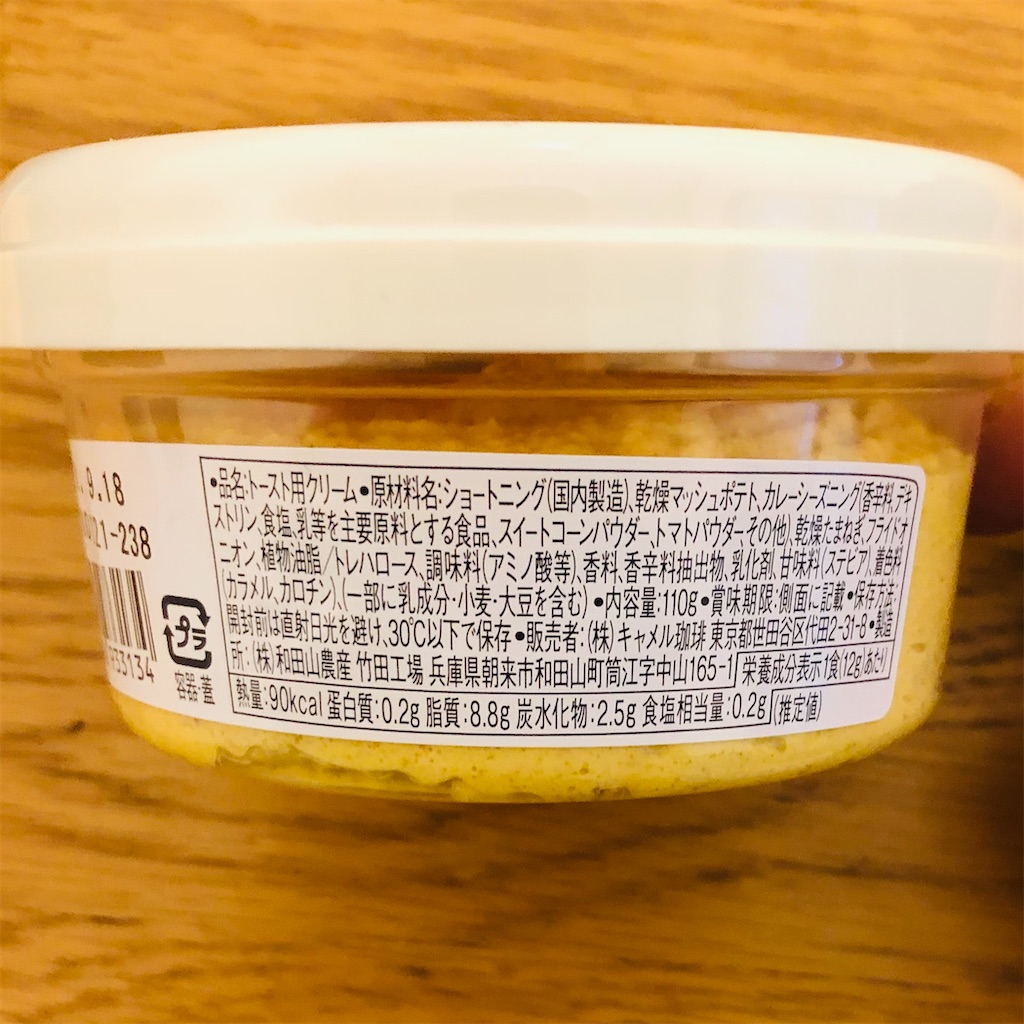 .9.18
21-238
933134
プラ
容器・蓋
•品名:トースト用クリーム•原材料名:ショートニング(国内製造)、乾燥マッシュポテト、カレーシーズニング(香辛料、デキ
ストリン、食塩、乳等を主要原料とする食品、スイートコーンパウダー、トマトパウダー、その他)、乾燥たまねぎ、フライドオ
ニオン、植物油脂/トレハロース、調味料(アミノ酸等)、香料、香辛料抽出物、乳化剤、甘味料(ステビア)、着色料
(カラメル、カロチン)、(一部に乳成分・小麦・大豆を含む)•内容量:110g•賞味期限:側面に記載•保存方法:
開封前は直射日光を避け、30℃以下で保存•販売者:(株)キャメル珈琲 東京都世田谷区代田2-31-8•製造
所:(株)和田山農産 竹田工場 兵庫県朝来市和田山町筒江字中山165-1 栄養成分表示1食(12g)あたり
熱量:90kcal 蛋白質:0.2g 脂質:8.8g 炭水化物:2.5g 食塩相当量:0.2g (推定値)